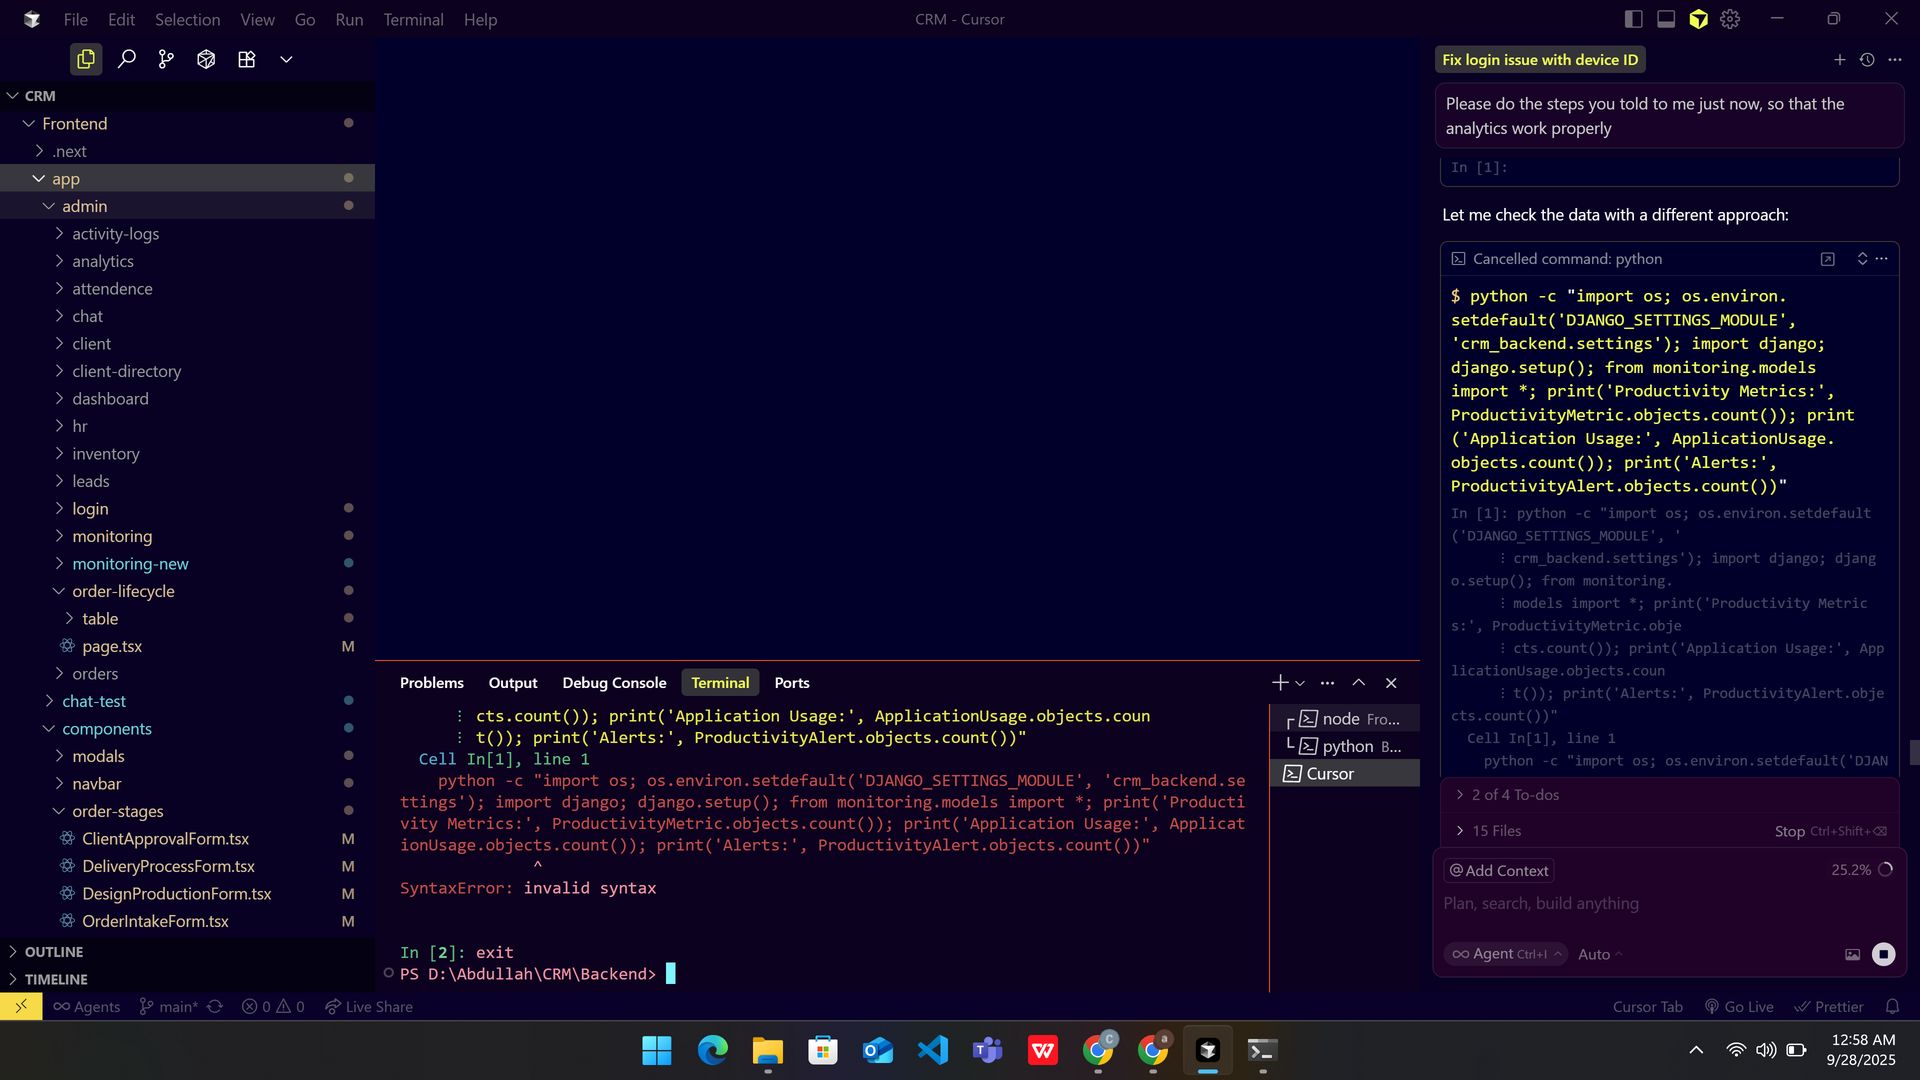 File Edit Selection View Go Run Terminal Help
CRM - Cursor
CRM
Frontend
.next
app
admin
activity-logs
analytics
attendence
chat
client
client-directory
dashboard
hr
inventory
leads
login
monitoring
monitoring-new
order-lifecycle
table
page.tsx M
orders
chat-test
components
modals
navbar
order-stages
ClientApprovalForm.tsx M
DeliveryProcessForm.tsx M
DesignProductionForm.tsx M
OrderIntakeForm.tsx M
OUTLINE
TIMELINE
Problems Output Debug Console Terminal Ports
⋮ cts.count()); print('Application Usage:', ApplicationUsage.objects.coun
⋮ t()); print('Alerts:', ProductivityAlert.objects.count())"
Cell In[1], line 1
python -c "import os; os.environ.setdefault('DJANGO_SETTINGS_MODULE', 'crm_backend.se
ttings'); import django; django.setup(); from monitoring.models import *; print('Producti
vity Metrics:', ProductivityMetric.objects.count()); print('Application Usage:', Applicat
ionUsage.objects.count()); print('Alerts:', ProductivityAlert.objects.count())"
^
SyntaxError: invalid syntax
In [2]: exit
PS D:\Abdullah\CRM\Backend>
node Fro...
python B...
Cursor
Fix login issue with device ID
Please do the steps you told to me just now, so that the
analytics work properly
In [1]:
Let me check the data with a different approach:
Cancelled command: python
$ python -c "import os; os.environ.
setdefault('DJANGO_SETTINGS_MODULE',
'crm_backend.settings'); import django;
django.setup(); from monitoring.models
import *; print('Productivity Metrics:',
ProductivityMetric.objects.count()); print
('Application Usage:', ApplicationUsage.
objects.count()); print('Alerts:',
ProductivityAlert.objects.count())"
In [1]: python -c "import os; os.environ.setdefault
('DJANGO_SETTINGS_MODULE', '
⋮ crm_backend.settings'); import django; djang
o.setup(); from monitoring.
⋮ models import *; print('Productivity Metric
s:', ProductivityMetric.obje
⋮ cts.count()); print('Application Usage:', App
licationUsage.objects.coun
⋮ t()); print('Alerts:', ProductivityAlert.obje
cts.count())"
Cell In[1], line 1
python -c "import os; os.environ.setdefault('DJAN
2 of 4 To-dos
15 Files Stop Ctrl+Shift+⌫
@ Add Context 25.2%
Plan, search, build anything
∞ Agent Ctrl+I Auto
Agents main* 0 0 Live Share
Cursor Tab Go Live Prettier
12:58 AM
9/28/2025